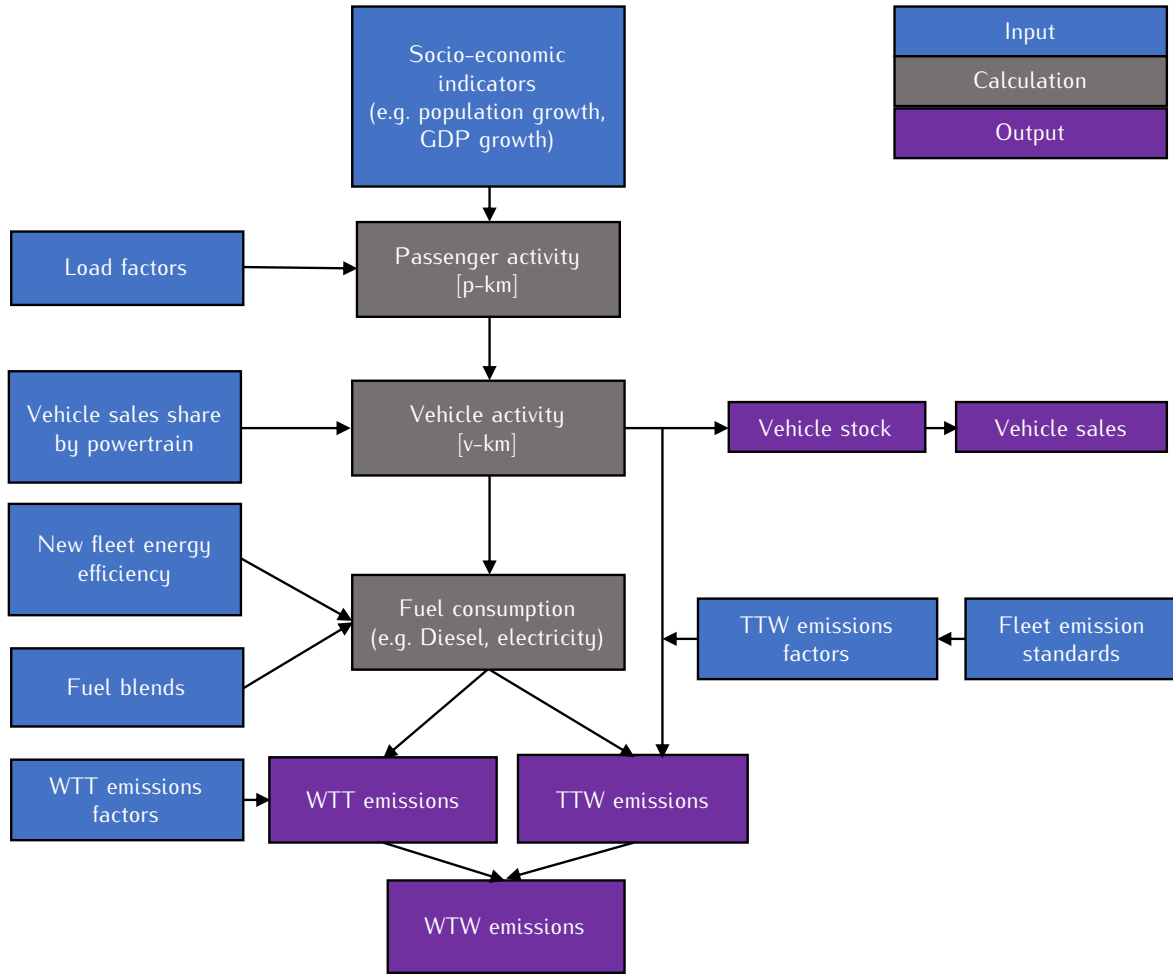 Socio-economic
indicators
(e.g. population growth,
GDP growth)
Input
Calculation
Output
Load factors
Passenger activity
[p-km]
Vehicle sales share
by powertrain
Vehicle activity
[v-km]
Vehicle stock
Vehicle sales
New fleet energy
efficiency
Fuel consumption
(e.g. Diesel, electricity)
TTW emissions
factors
Fleet emission
standards
Fuel blends
WTT emissions
factors
WTT emissions
TTW emissions
WTW emissions